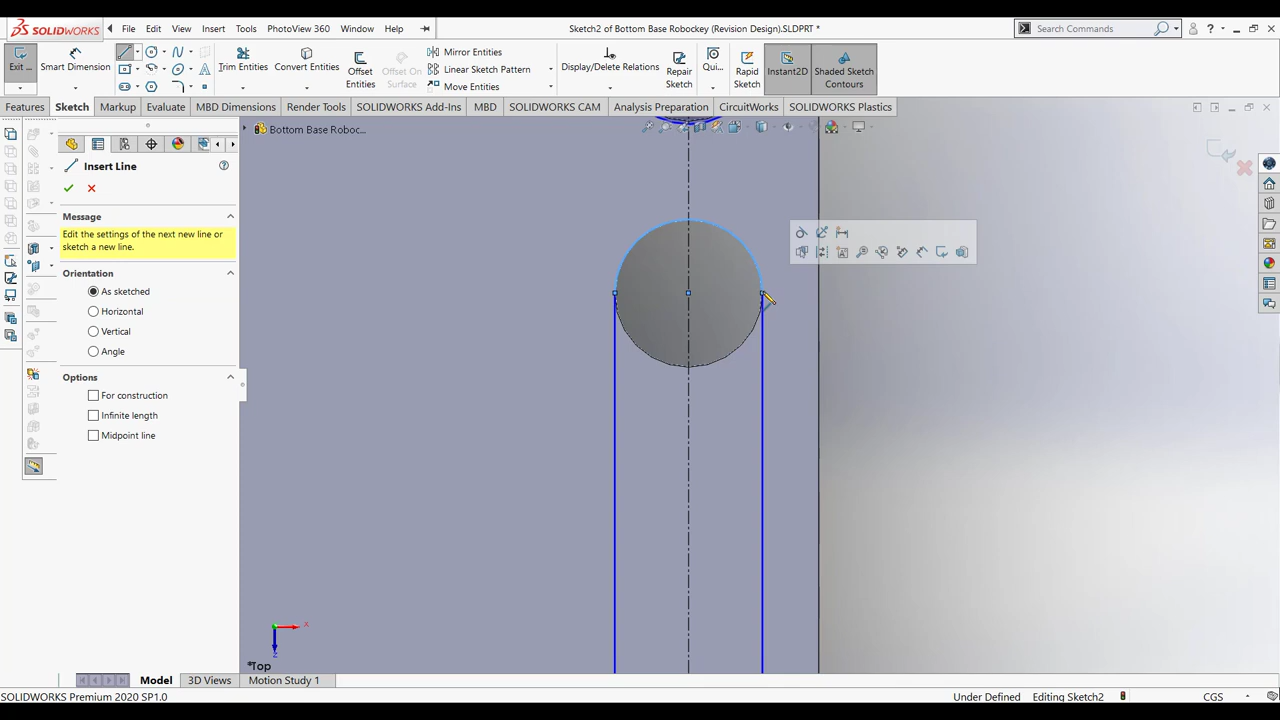 SOLIDWORKS File Edit View Insert Tools PhotoView 360 Window Help Sketch2 of Bottom Base Robockey (Revision Design).SLDPRT * Search Commands ?
Exit ... Smart Dimension Trim Entities Convert Entities Offset Entities Offset On Surface Mirror Entities Linear Sketch Pattern Move Entities Display/Delete Relations Repair Sketch Qui... Rapid Sketch Instant2D Shaded Sketch Contours
Features Sketch Markup Evaluate MBD Dimensions Render Tools SOLIDWORKS Add-Ins MBD SOLIDWORKS CAM Analysis Preparation CircuitWorks SOLIDWORKS Plastics
Bottom Base Roboc...
Insert Line
Message
Edit the settings of the next new line or
sketch a new line.
Orientation
As sketched
Horizontal
Vertical
Angle
Options
For construction
Infinite length
Midpoint line
X
Z
*Top
Model 3D Views Motion Study 1
SOLIDWORKS Premium 2020 SP1.0 Under Defined Editing Sketch2 CGS